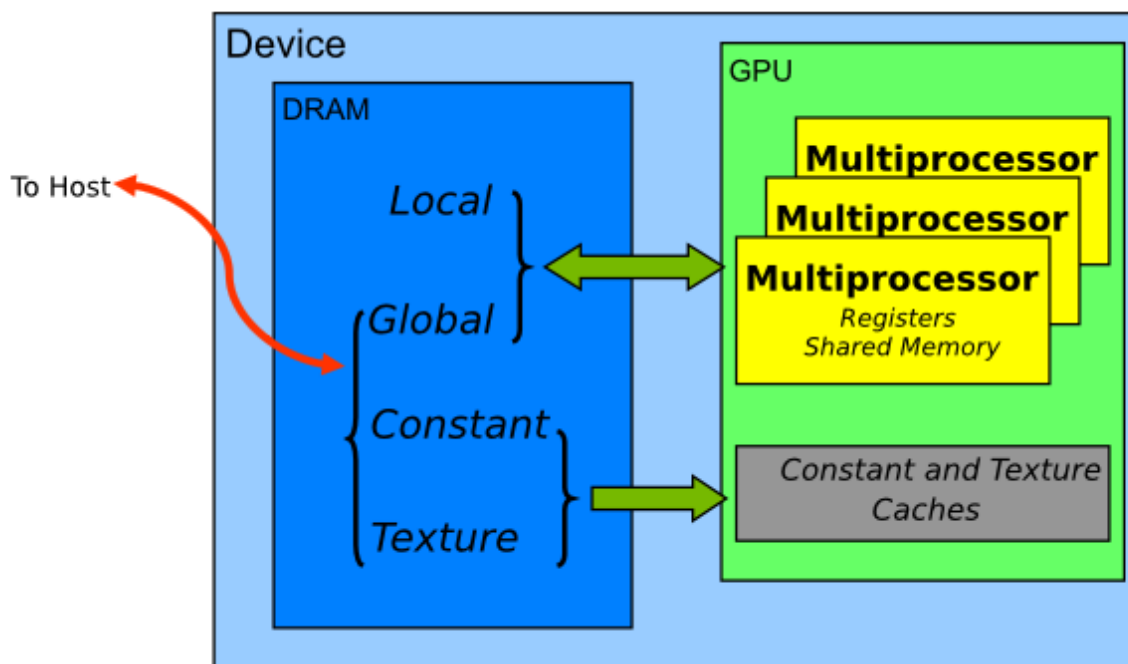 Device
DRAM
GPU
To Host
Local
Global
Constant
Texture
Multiprocessor
Multiprocessor
Multiprocessor
Registers
Shared Memory
Constant and Texture
Caches